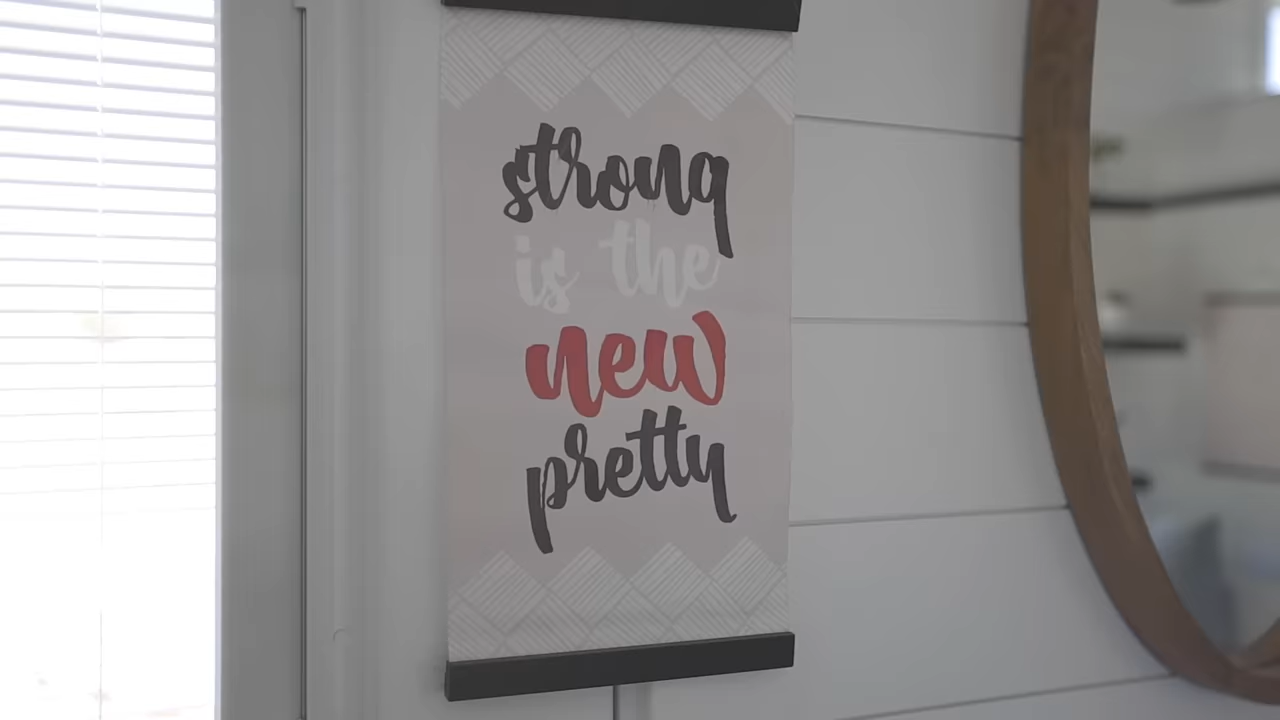 strong
is the
new
pretty